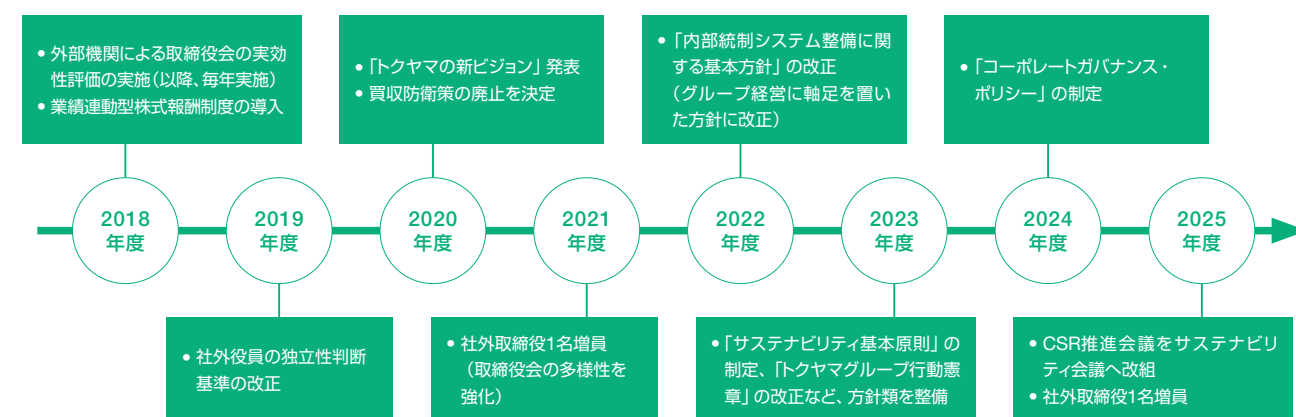 • 外部機関による取締役会の実効
性評価の実施(以降、毎年実施)
• 業績連動型株式報酬制度の導入
• 「トクヤマの新ビジョン」発表
• 買収防衛策の廃止を決定
• 「内部統制システム整備に関
する基本方針」の改正
（グループ経営に軸足を置い
た方針に改正）
• 「コーポレートガバナンス・
ポリシー」の制定
2018
年度
2019
年度
2020
年度
2021
年度
2022
年度
2023
年度
2024
年度
2025
年度
• 社外役員の独立性判断
基準の改正
• 社外取締役1名増員
（取締役会の多様性を
強化）
• 「サステナビリティ基本原則」の
制定、「トクヤマグループ行動憲
章」の改正など、方針類を整備
• CSR推進会議をサステナビリ
ティ会議へ改組
• 社外取締役1名増員